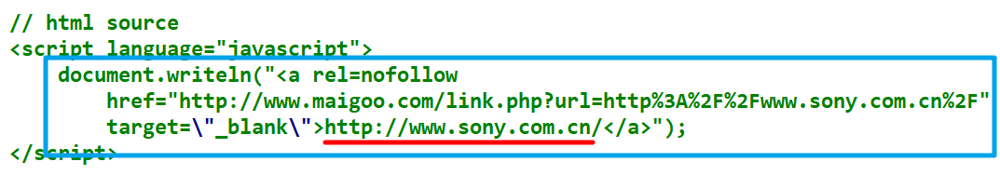 // html source
<script language="javascript">
document.writeln("<a rel=nofollow
href="http://www.maigoo.com/link.php?url=http%3A%2F%2Fwww.sony.com.cn%2F"
target=\"_blank\">http://www.sony.com.cn/</a>");
</script>